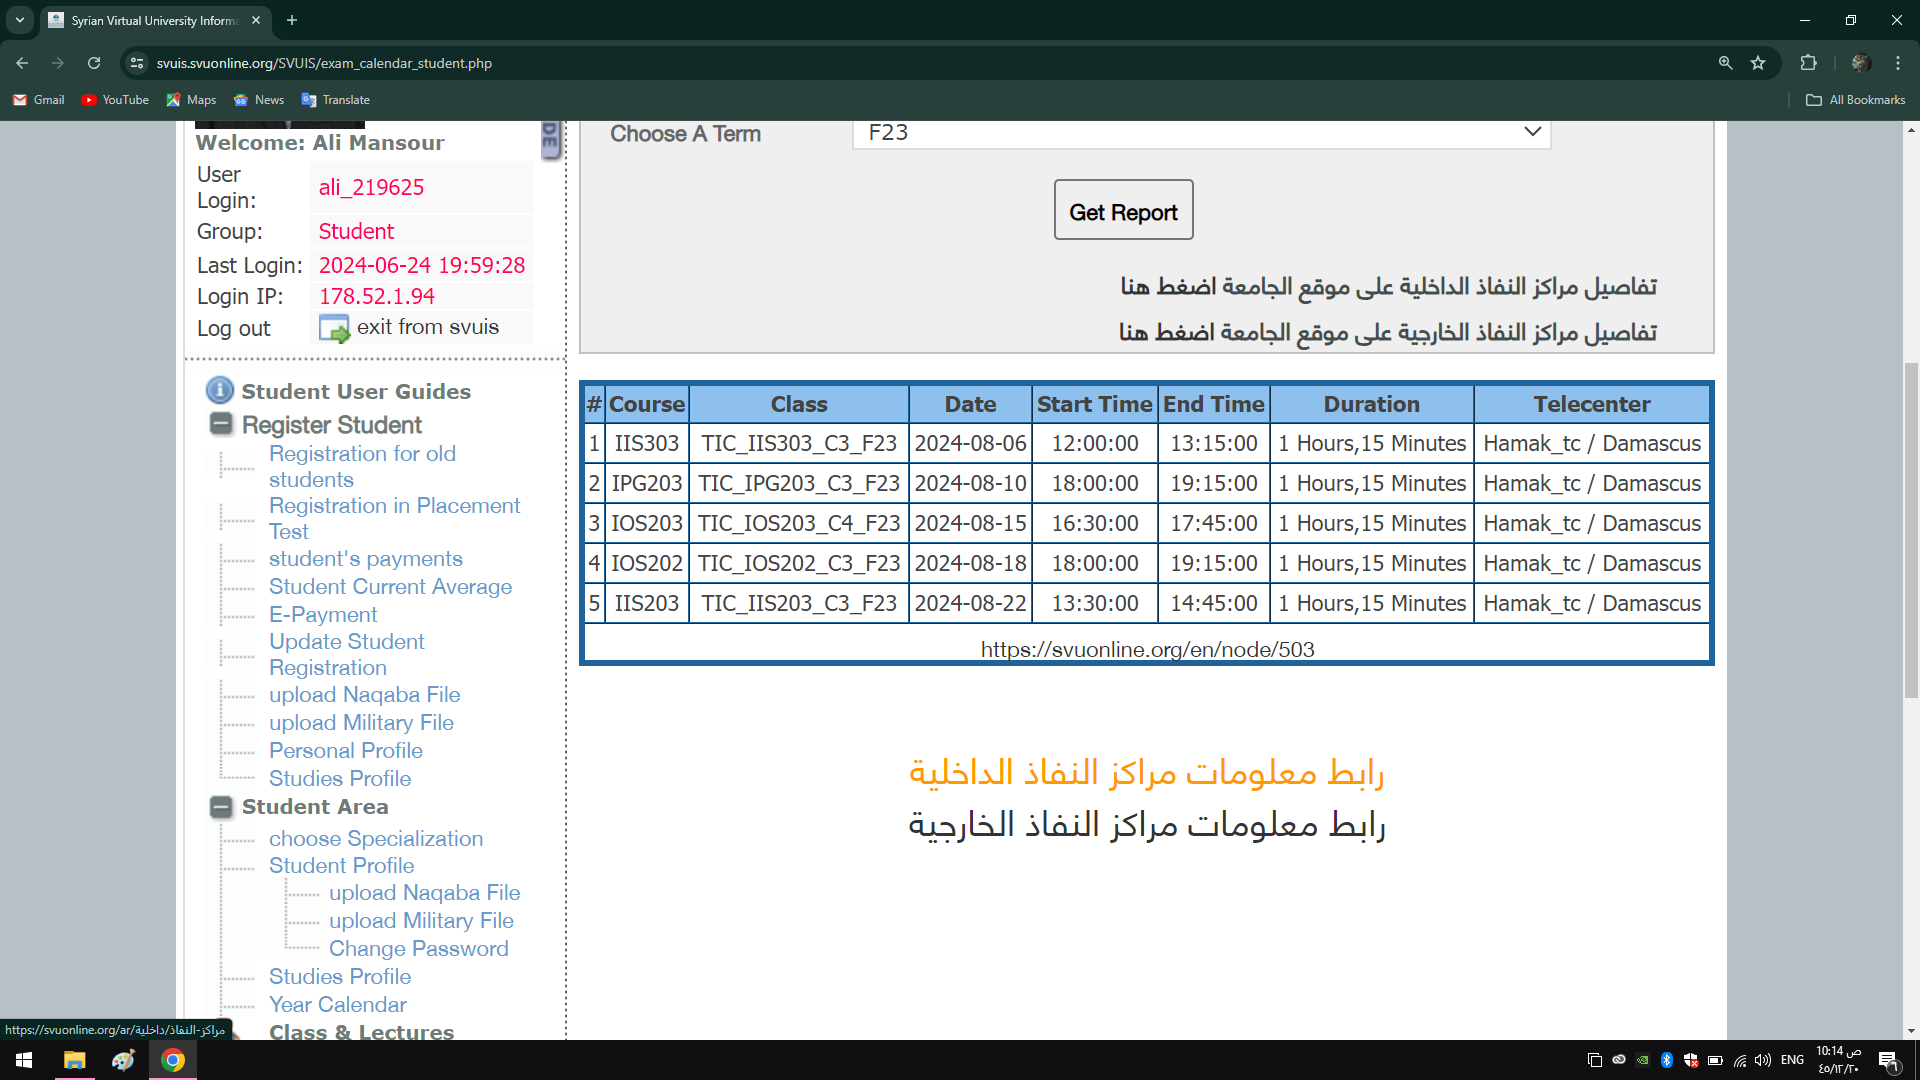 Syrian Virtual University Inform
svuis.svuonline.org/SVUIS/exam_calendar_student.php
Gmail YouTube Maps News Translate All Bookmarks
Welcome: Ali Mansour
User Login: ali_219625
Group: Student
Last Login: 2024-06-24 19:59:28
Login IP: 178.52.1.94
Log out exit from svuis
DE
Student User Guides
Register Student
Registration for old
students
Registration in Placement
Test
student's payments
Student Current Average
E-Payment
Update Student
Registration
upload Naqaba File
upload Military File
Personal Profile
Studies Profile
Student Area
choose Specialization
Student Profile
upload Naqaba File
upload Military File
Change Password
Studies Profile
Year Calendar
Class & Lectures
Choose A Term F23
Get Report
تفاصيل مراكز النفاذ الداخلية على موقع الجامعة اضغط هنا
تفاصيل مراكز النفاذ الخارجية على موقع الجامعة اضغط هنا
# Course Class Date Start Time End Time Duration Telecenter
1 IIS303 TIC_IIS303_C3_F23 2024-08-06 12:00:00 13:15:00 1 Hours,15 Minutes Hamak_tc / Damascus
2 IPG203 TIC_IPG203_C3_F23 2024-08-10 18:00:00 19:15:00 1 Hours,15 Minutes Hamak_tc / Damascus
3 IOS203 TIC_IOS203_C4_F23 2024-08-15 16:30:00 17:45:00 1 Hours,15 Minutes Hamak_tc / Damascus
4 IOS202 TIC_IOS202_C3_F23 2024-08-18 18:00:00 19:15:00 1 Hours,15 Minutes Hamak_tc / Damascus
5 IIS203 TIC_IIS203_C3_F23 2024-08-22 13:30:00 14:45:00 1 Hours,15 Minutes Hamak_tc / Damascus
https://svuonline.org/en/node/503
رابط معلومات مراكز النفاذ الداخلية
رابط معلومات مراكز النفاذ الخارجية
https://svuonline.org/ar/مراكز-النفاذ/داخلية
ENG
10:14 ص
٤٥/١٢/٢٠
٦